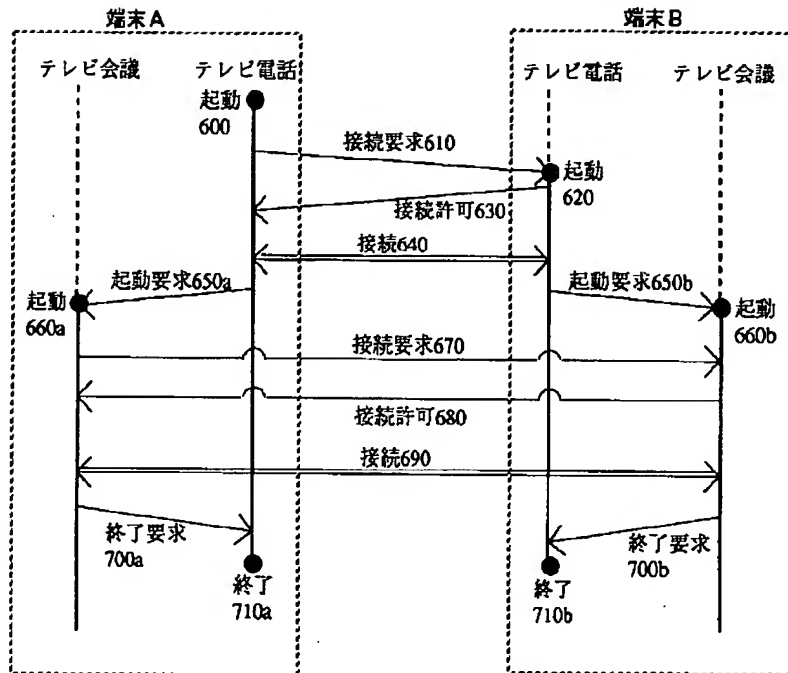 端末A
端末B
テレビ会議
テレビ電話
テレビ電話
テレビ会議
起動
600
接続要求610
起動
620
接続許可630
接続640
起動要求650a
起動要求650b
起動
660a
起動
660b
接続要求670
接続許可680
接続690
終了要求
700a
終了要求
700b
終了
710a
終了
710b